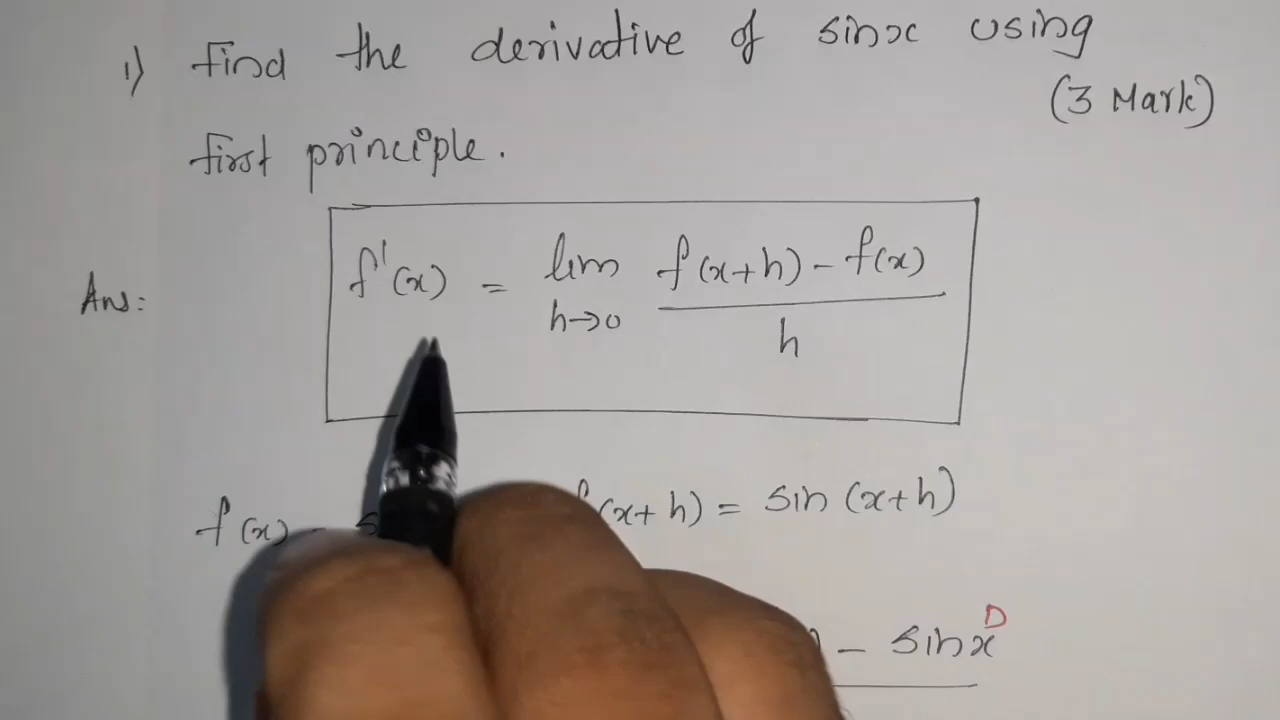 1) Find the derivative of sinx using
(3 Mark)
first principle.
Ans:
f'(x) = lim f(x+h) - f(x)
h→0 h
f(x) = (x+h) = sin (x+h)
- sinx D